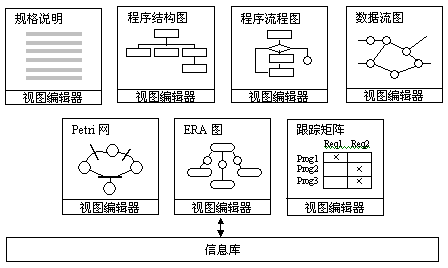 规格说明
程序结构图
程序流程图
数据流图
视图编辑器
视图编辑器
视图编辑器
视图编辑器
Petri 网
ERA 图
跟踪矩阵
Req1 Req2
Prog1 ×
Prog2 ×
Prog3 ×
视图编辑器
视图编辑器
视图编辑器
信息库